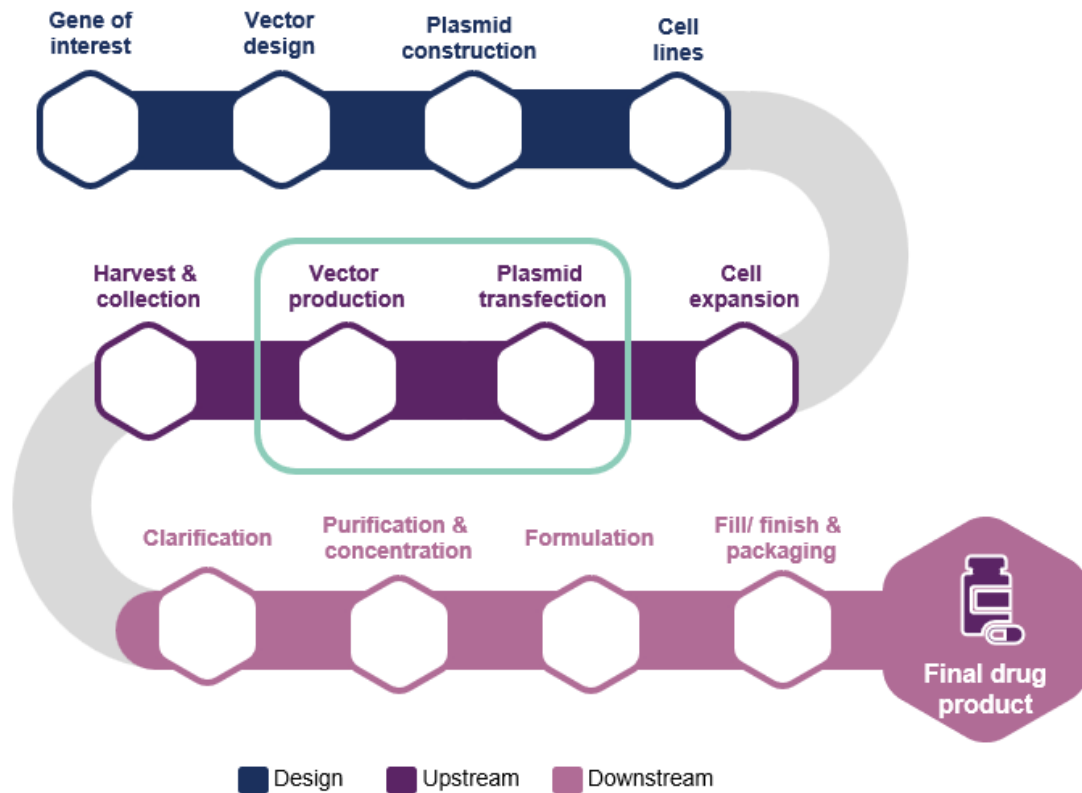 Gene of
interest
Vector
design
Plasmid
construction
Cell
lines
Harvest &
collection
Vector
production
Plasmid
transfection
Cell
expansion
Clarification
Purification &
concentration
Formulation
Fill/ finish &
packaging
Final drug
product
Design
Upstream
Downstream